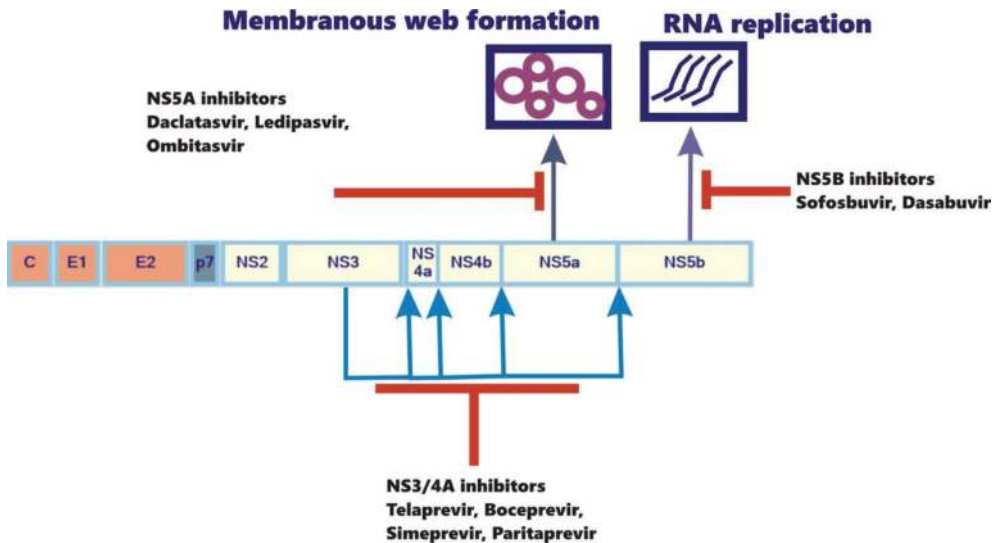 Membranous web formation
RNA replication
NS5A inhibitors
Daclatasvir, Ledipasvir,
Ombitasvir
NS5B inhibitors
Sofosbuvir, Dasabuvir
C
E1
E2
p7
NS2
NS3
NS
4a
NS4b
NS5a
NS5b
NS3/4A inhibitors
Telaprevir, Boceprevir,
Simeprevir, Paritaprevir